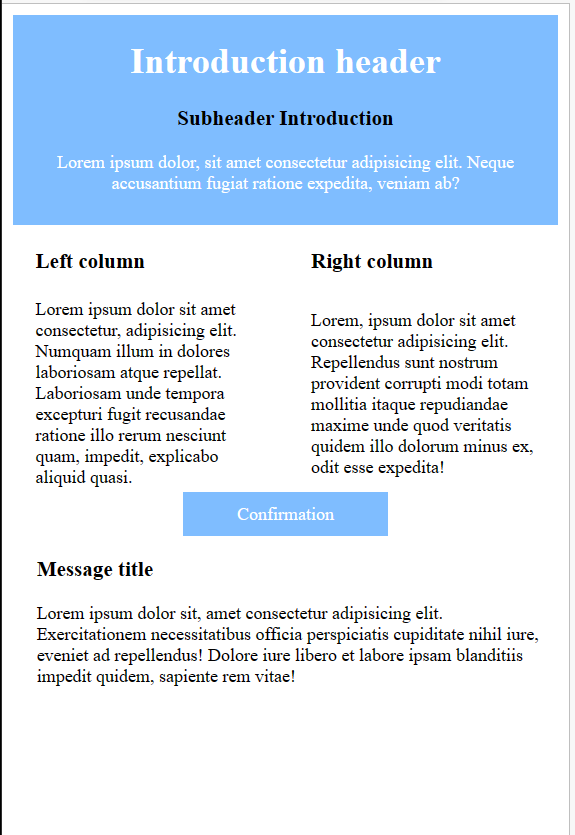 Introduction header
Subheader Introduction
Lorem ipsum dolor, sit amet consectetur adipisicing elit. Neque
accusantium fugiat ratione expedita, veniam ab?
Left column
Lorem ipsum dolor sit amet
consectetur, adipisicing elit.
Numquam illum in dolores
laboriosam atque repellat.
Laboriosam unde tempora
excepturi fugit recusandae
ratione illo rerum nesciunt
quam, impedit, explicabo
aliquid quasi.
Right column
Lorem, ipsum dolor sit amet
consectetur adipisicing elit.
Repellendus sunt nostrum
provident corrupti modi totam
mollitia itaque repudiandae
maxime unde quod veritatis
quidem illo dolorum minus ex,
odit esse expedita!
Confirmation
Message title
Lorem ipsum dolor sit, amet consectetur adipisicing elit.
Exercitationem necessitatibus officia perspiciatis cupiditate nihil iure,
eveniet ad repellendus! Dolore iure libero et labore ipsam blanditiis
impedit quidem, sapiente rem vitae!